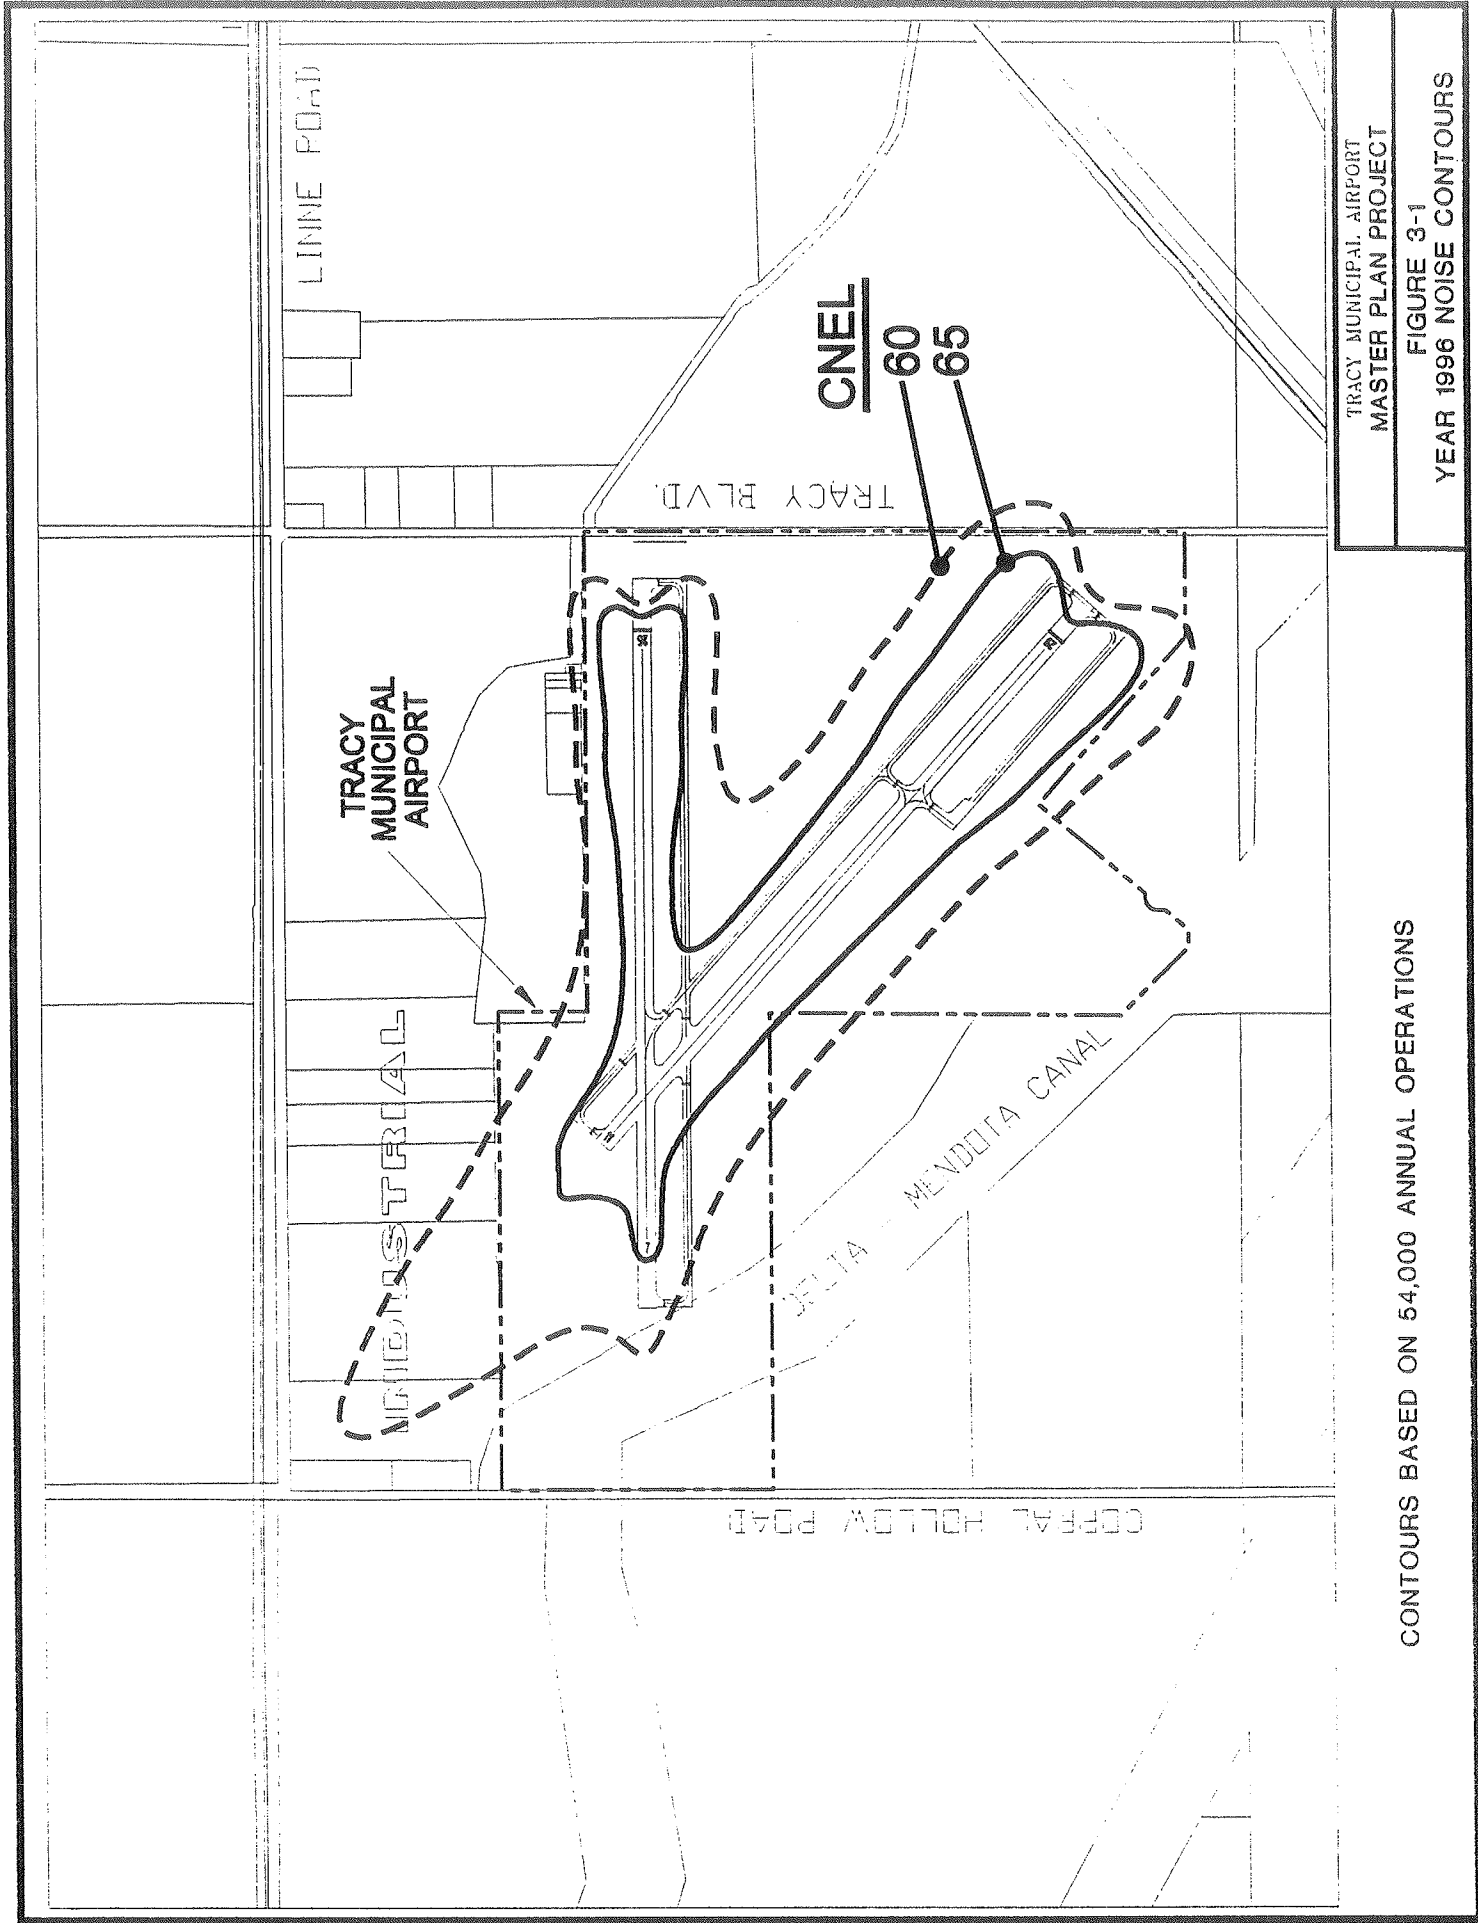 LINNE ROAD
TRACY
MUNICIPAL
AIRPORT
INDUSTRIAL
TRACY BLVD.
CNEL
60
65
DELTA MENDOTA CANAL
CORRAL HOLLOW ROAD
CONTOURS BASED ON 54,000 ANNUAL OPERATIONS
TRACY MUNICIPAL AIRPORT
MASTER PLAN PROJECT
FIGURE 3-1
YEAR 1996 NOISE CONTOURS